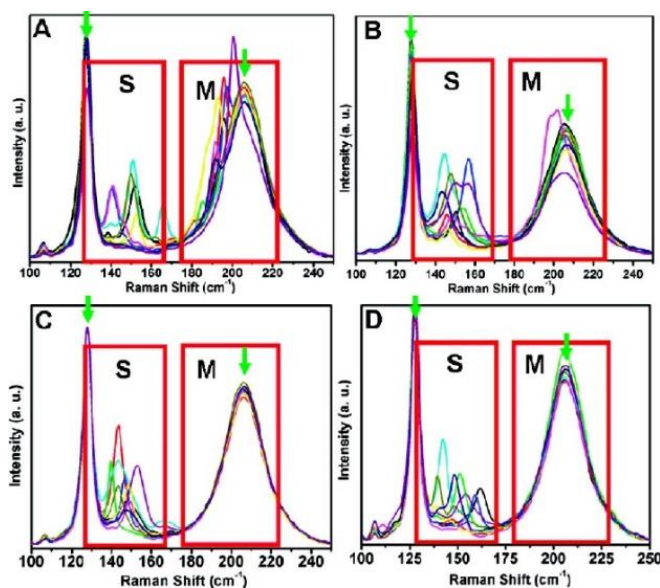 A
S
M
Intensity (a. u.)
100 120 140 160 180 200 220 240
Raman Shift (cm-1)
B
S
M
Intensity (a. u.)
100 120 140 160 180 200 220 240
Raman Shift (cm-1)
C
S
M
Intensity (a. u.)
100 120 140 160 180 200 220 240
Raman Shift (cm-1)
D
S
M
Intensity (a. u.)
100 125 150 175 200 225 250
Raman Shift (cm-1)